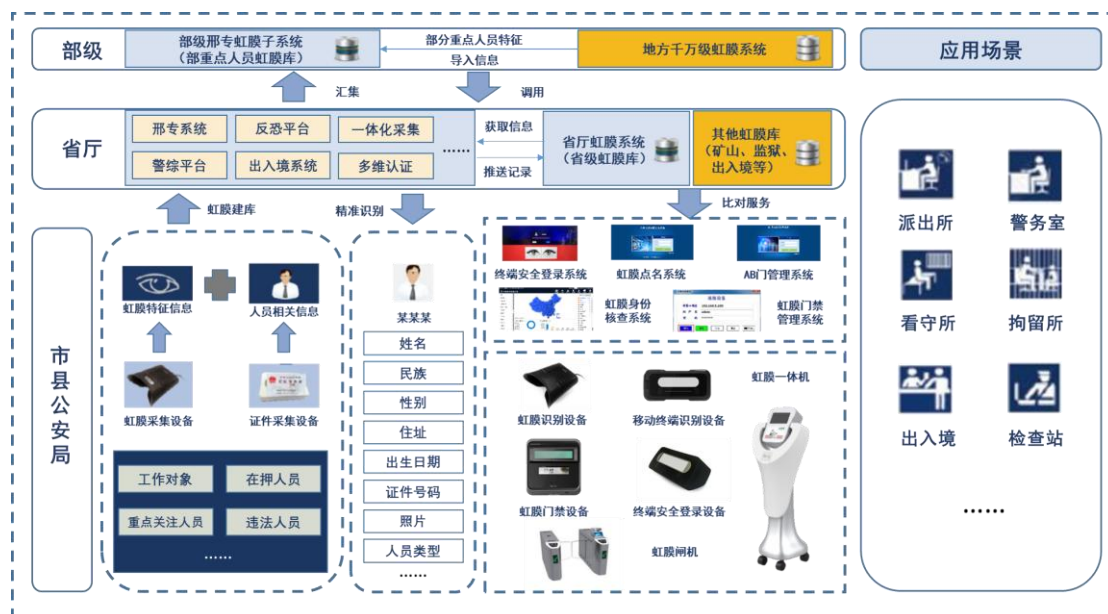 部级
部级邢专虹膜子系统
（部重点人员虹膜库）
部分重点人员特征
导入信息
地方千万级虹膜系统
应用场景
汇集
调用
省厅
邢专系统
反恐平台
一体化采集
警综平台
出入境系统
多维认证
……
获取信息
推送记录
省厅虹膜系统
（省级虹膜库）
其他虹膜库
（矿山、监狱、
出入境等）
虹膜建库
精准识别
比对服务
市县公安局
虹膜特征信息
人员相关信息
虹膜采集设备
证件采集设备
工作对象
在押人员
重点关注人员
违法人员
……
某某某
姓名
民族
性别
住址
出生日期
证件号码
照片
人员类型
……
终端安全登录系统
虹膜点名系统
AB门管理系统
虹膜身份
核查系统
虹膜门禁
管理系统
虹膜识别设备
移动终端识别设备
虹膜一体机
虹膜门禁设备
终端安全登录设备
虹膜闸机
派出所
警务室
看守所
拘留所
出入境
检查站
……